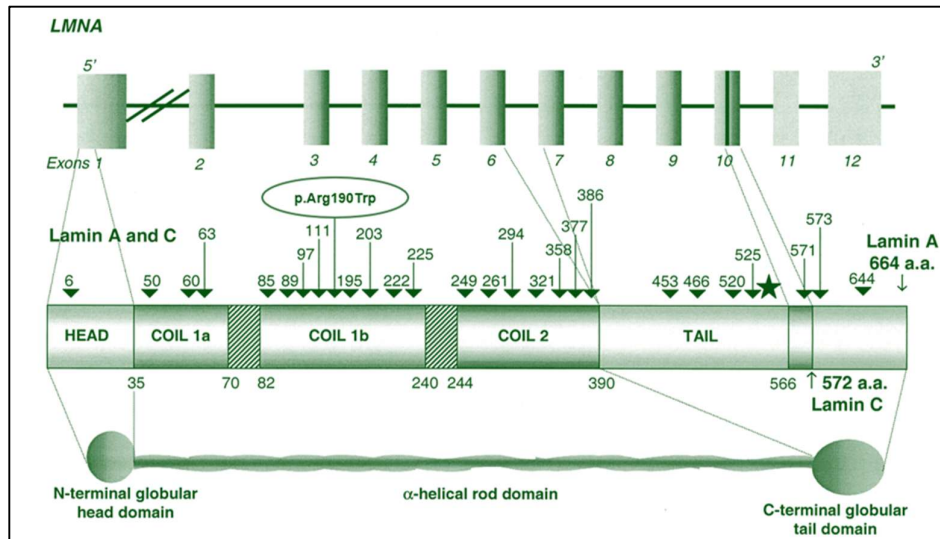 LMNA
5' 3'
Exons 1 2 3 4 5 6 7 8 9 10 11 12
p.Arg190Trp
Lamin A and C
6 50 60 63 85 89 97 111 195 203 222 225 249 261 294 321 358 377 386 453 466 520 525 571 573 644
Lamin A
664 a.a.
HEAD COIL 1a COIL 1b COIL 2 TAIL
35 70 82 240 244 390 566
572 a.a.
Lamin C
N-terminal globular
head domain
α-helical rod domain
C-terminal globular
tail domain